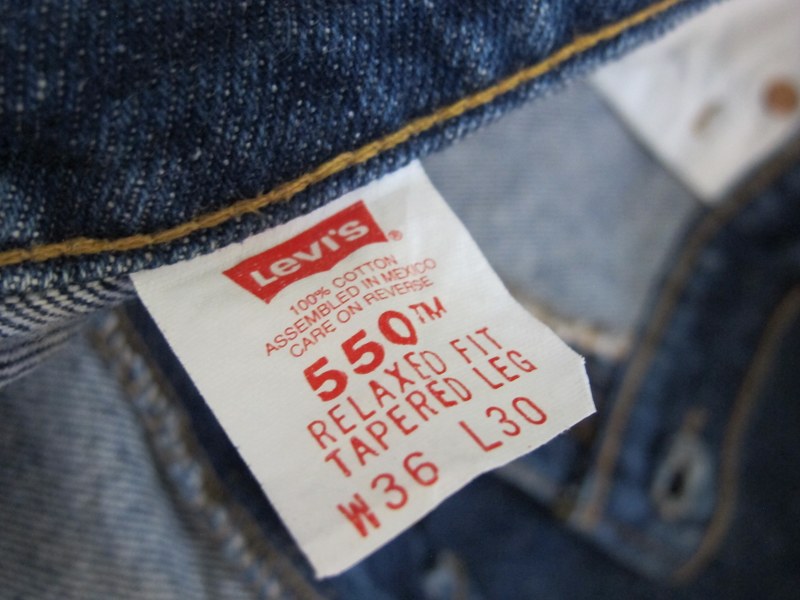 Levi's®
100% COTTON
ASSEMBLED IN MEXICO
CARE ON REVERSE
550™
RELAXED FIT
TAPERED LEG
W36 L30